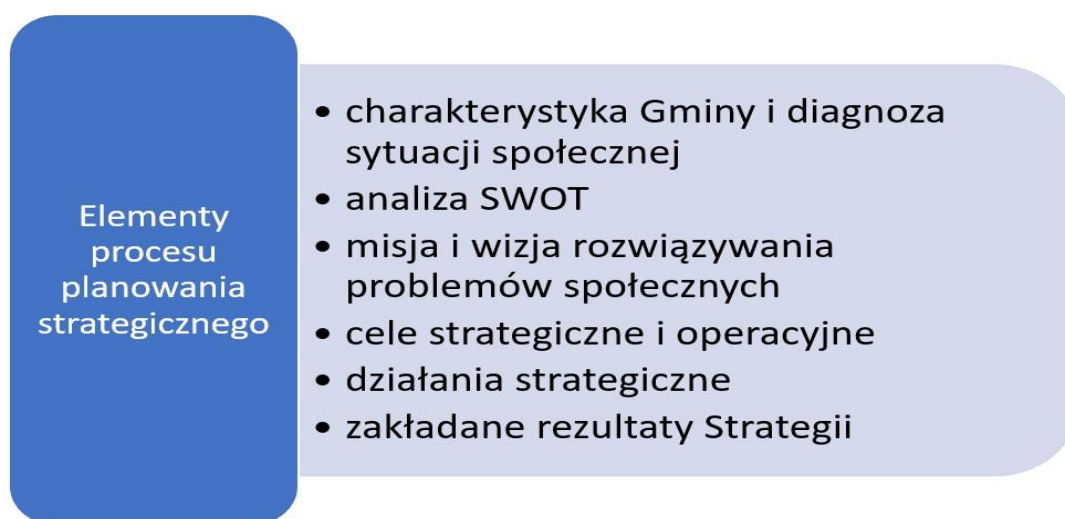 Elementy
procesu
planowania
strategicznego
• charakterystyka Gminy i diagnoza
sytuacji społecznej
• analiza SWOT
• misja i wizja rozwiązywania
problemów społecznych
• cele strategiczne i operacyjne
• działania strategiczne
• zakładane rezultaty Strategii